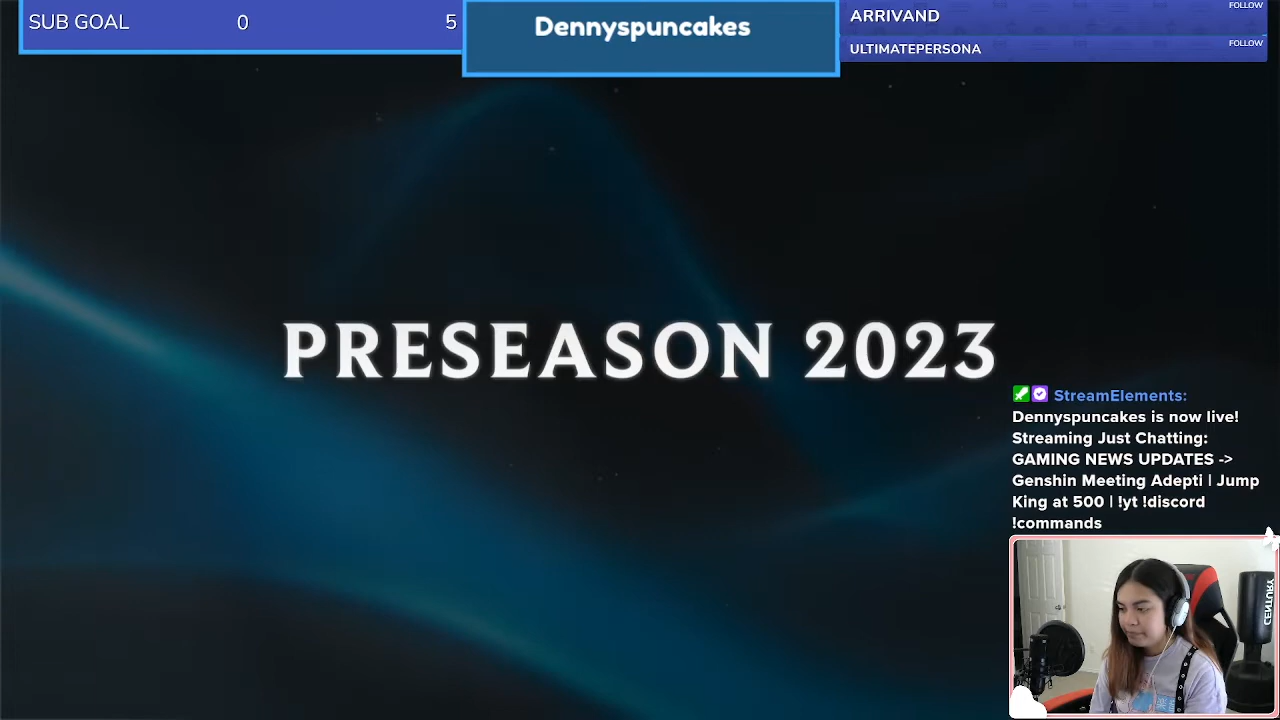 SUB GOAL 0 5
Dennyspuncakes
ARRIVAND FOLLOW
ULTIMATEPERSONA FOLLOW
PRESEASON 2023
StreamElements:
Dennyspuncakes is now live!
Streaming Just Chatting:
GAMING NEWS UPDATES ->
Genshin Meeting Adepti | Jump
King at 500 | !yt !discord
!commands
CENTURY